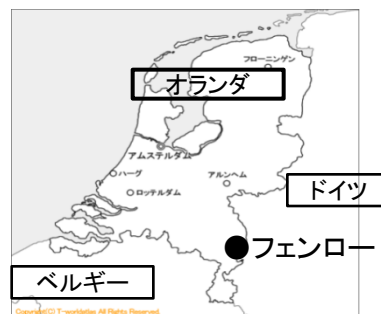 フローニンゲン
オランダ
アムステルダム
ハーグ
アルンヘム
ロッテルダム
ドイツ
フェンロー
ベルギー
Copyright(C) T-worldatlas All Rights Reserved.